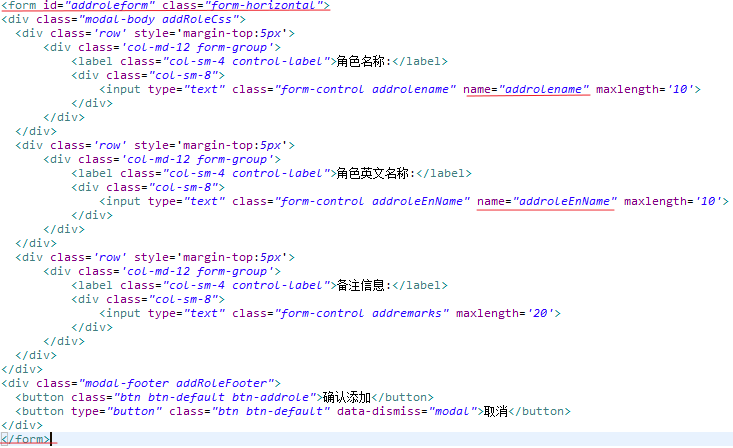 <form id="addroleform" class="form-horizontal">
<div class="modal-body addRoleCss">
<div class='row' style='margin-top:5px'>
<div class='col-md-12 form-group'>
<label class="col-sm-4 control-label">角色名称:</label>
<div class="col-sm-8">
<input type="text" class="form-control addrolename" name="addrolename" maxlength='10'>
</div>
</div>
</div>
<div class='row' style='margin-top:5px'>
<div class='col-md-12 form-group'>
<label class="col-sm-4 control-label">角色英文名称:</label>
<div class="col-sm-8">
<input type="text" class="form-control addroleEnName" name="addroleEnName" maxlength='10'>
</div>
</div>
</div>
<div class='row' style='margin-top:5px'>
<div class='col-md-12 form-group'>
<label class="col-sm-4 control-label">备注信息:</label>
<div class="col-sm-8">
<input type="text" class="form-control addremarks" maxlength='20'>
</div>
</div>
</div>
</div>
<div class="modal-footer addRoleFooter">
<button class="btn btn-default btn-addrole">确认添加</button>
<button type="button" class="btn btn-default" data-dismiss="modal">取消</button>
</div>
</form>